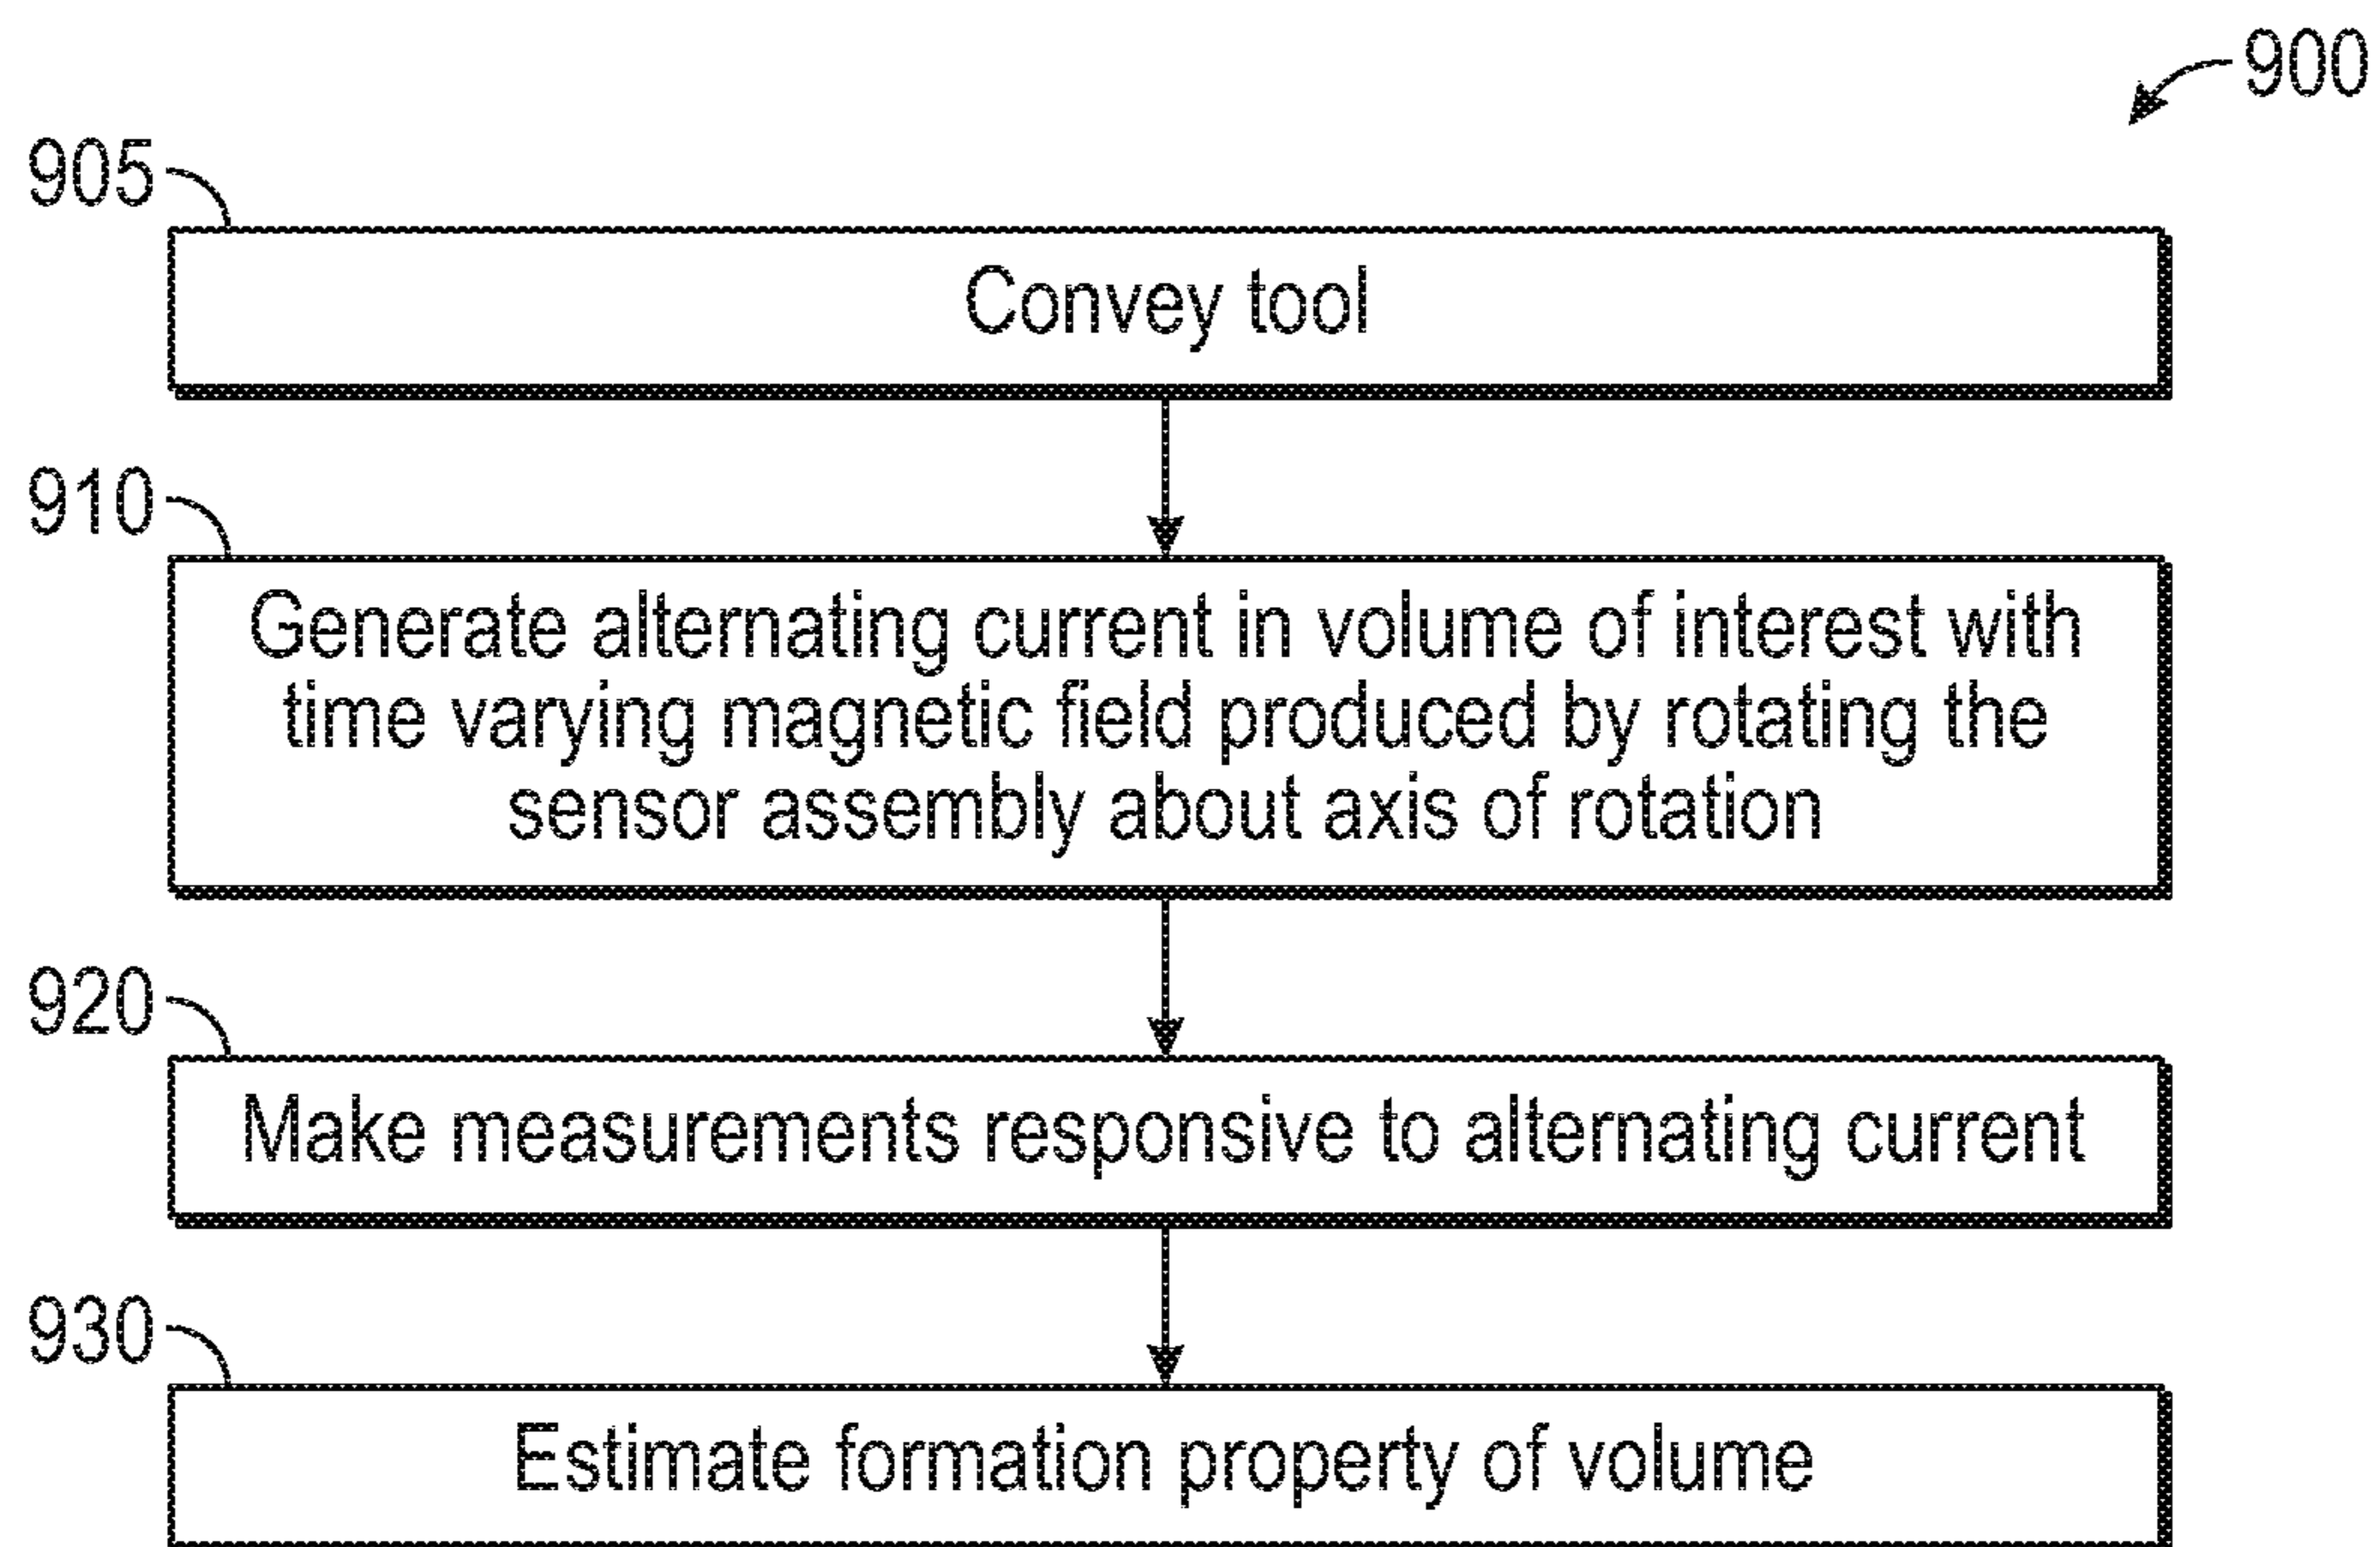 900
905
Convey tool
910
Generate alternating current in volume of interest with
time varying magnetic field produced by rotating the
sensor assembly about axis of rotation
920
Make measurements responsive to alternating current
930
Estimate formation property of volume